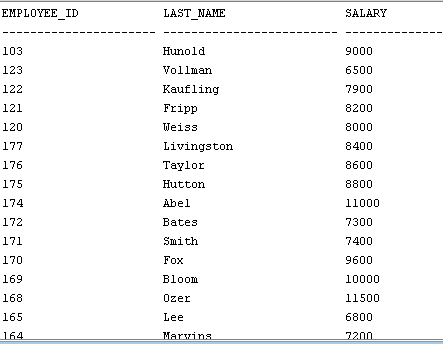 EMPLOYEE_ID LAST_NAME SALARY
---------------------- ------------------------- ----------------------
103 Hunold 9000
123 Vollman 6500
122 Kaufling 7900
121 Fripp 8200
120 Weiss 8000
177 Livingston 8400
176 Taylor 8600
175 Hutton 8800
174 Abel 11000
172 Bates 7300
171 Smith 7400
170 Fox 9600
169 Bloom 10000
168 Ozer 11500
165 Lee 6800
164 Marvins 7200